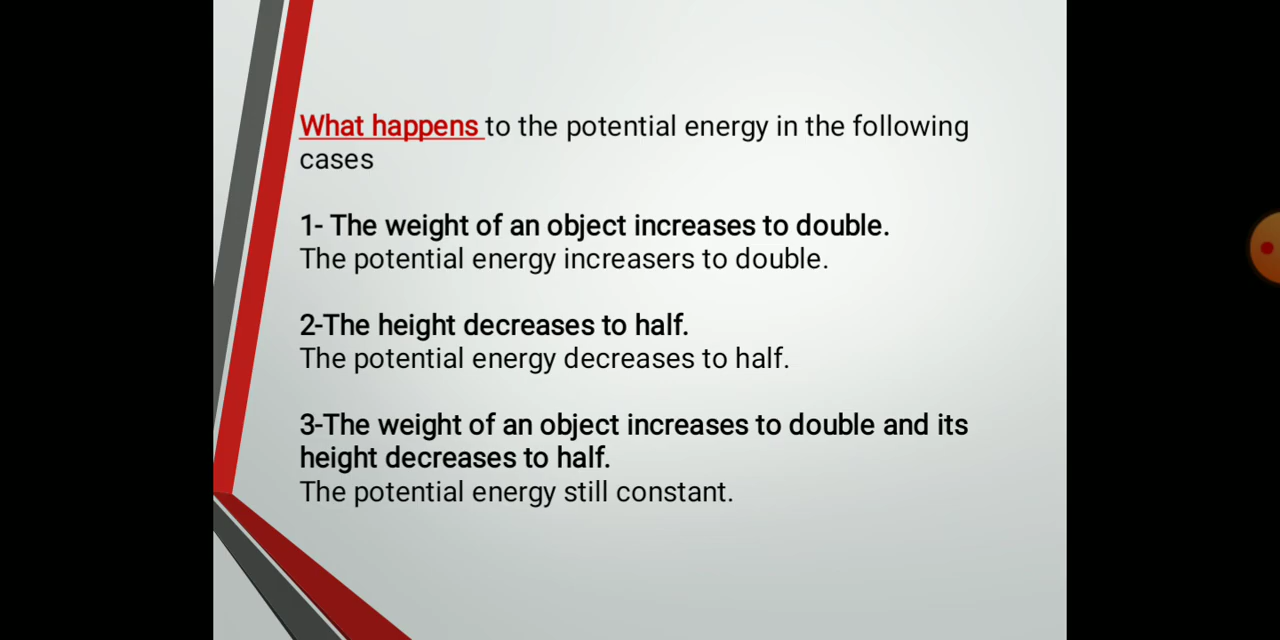 What happens to the potential energy in the following
cases
1- The weight of an object increases to double.
The potential energy increasers to double.
2-The height decreases to half.
The potential energy decreases to half.
3-The weight of an object increases to double and its
height decreases to half.
The potential energy still constant.